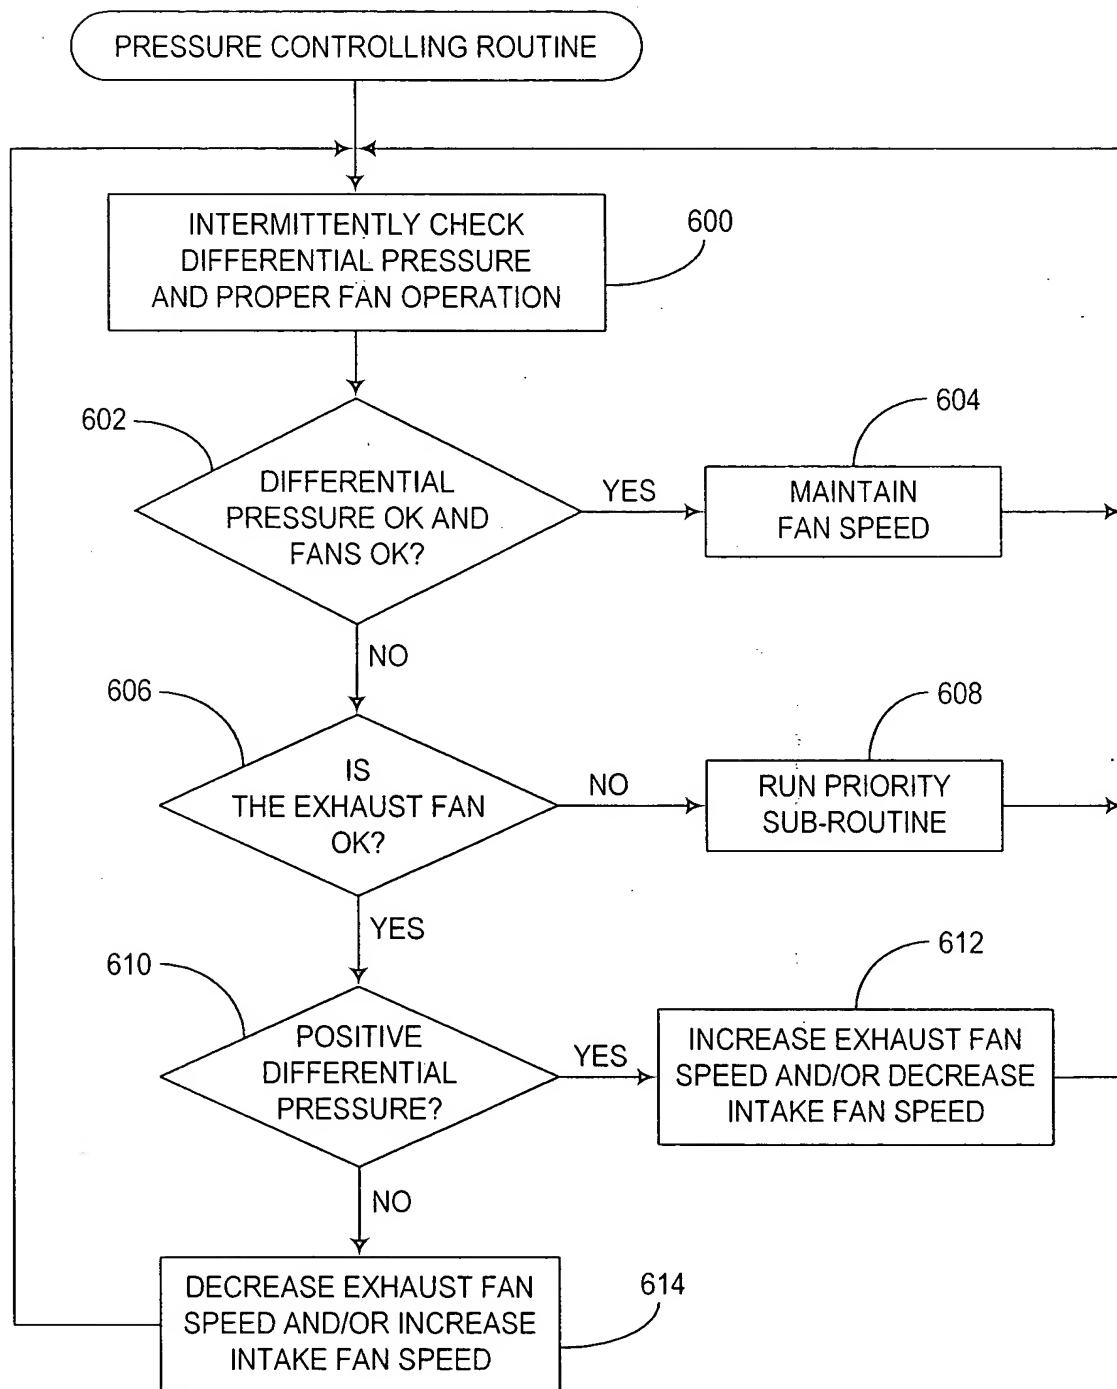 PRESSURE CONTROLLING ROUTINE
INTERMITTENTLY CHECK
DIFFERENTIAL PRESSURE
AND PROPER FAN OPERATION
600
602
DIFFERENTIAL
PRESSURE OK AND
FANS OK?
YES
604
MAINTAIN
FAN SPEED
NO
606
IS
THE EXHAUST FAN
OK?
NO
608
RUN PRIORITY
SUB-ROUTINE
YES
610
POSITIVE
DIFFERENTIAL
PRESSURE?
YES
612
INCREASE EXHAUST FAN
SPEED AND/OR DECREASE
INTAKE FAN SPEED
NO
DECREASE EXHAUST FAN
SPEED AND/OR INCREASE
INTAKE FAN SPEED
614